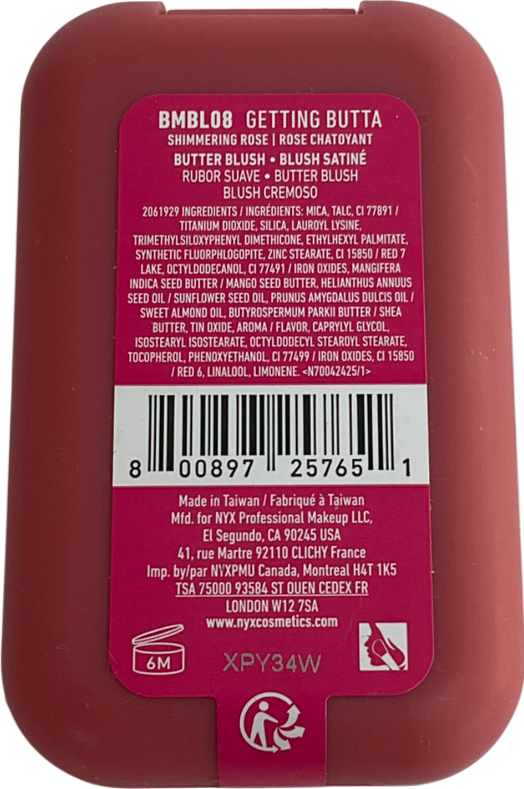 BMBL08 GETTING BUTTA
SHIMMERING ROSE | ROSE CHATOYANT
BUTTER BLUSH • BLUSH SATINÉ
RUBOR SUAVE • BUTTER BLUSH
BLUSH CREMOSO
2061929 INGREDIENTS / INGRÉDIENTS: MICA, TALC, CI 77891 /
TITANIUM DIOXIDE, SILICA, LAUROYL LYSINE,
TRIMETHYLSILOXYPHENYL DIMETHICONE, ETHYLHEXYL PALMITATE,
SYNTHETIC FLUORPHLOGOPITE, ZINC STEARATE, CI 15850 / RED 7
LAKE, OCTYLDODECANOL, CI 77491 / IRON OXIDES, MANGIFERA
INDICA SEED BUTTER / MANGO SEED BUTTER, HELIANTHUS ANNUUS
SEED OIL / SUNFLOWER SEED OIL, PRUNUS AMYGDALUS DULCIS OIL /
SWEET ALMOND OIL, BUTYROSPERMUM PARKII BUTTER / SHEA
BUTTER, TIN OXIDE, AROMA / FLAVOR, CAPRYLYL GLYCOL,
ISOSTEARYL ISOSTEARATE, OCTYLDODECYL STEAROYL STEARATE,
TOCOPHEROL, PHENOXYETHANOL, CI 77499 / IRON OXIDES, CI 15850
/ RED 6, LINALOOL, LIMONENE. <N70042425/1>
8 00897 25765 1
Made in Taiwan / Fabriqué à Taiwan
Mfd. for NYX Professional Makeup LLC,
El Segundo, CA 90245 USA
41, rue Martre 92110 CLICHY France
Imp. by/par NYXPMU Canada, Montreal H4T 1K5
TSA 75000 93584 ST OUEN CEDEX FR
LONDON W12 7SA
www.nyxcosmetics.com
6M
XPY34W